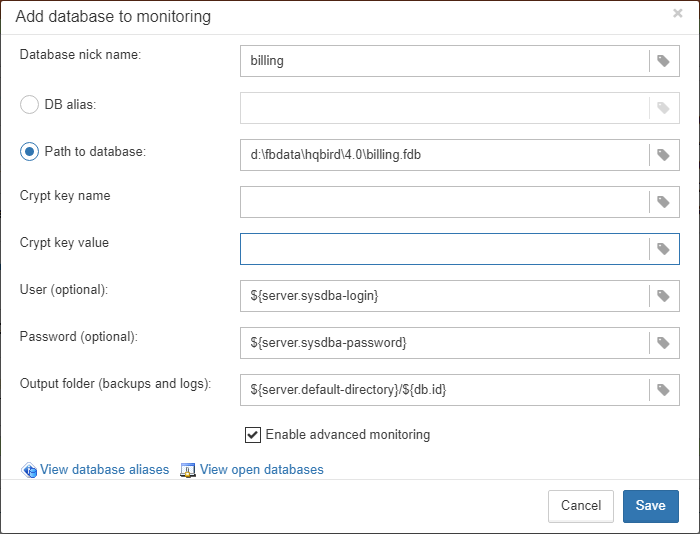 Add database to monitoring
×
Database nick name:
billing
DB alias:
Path to database:
d:\fbdata\hqbird\4.0\billing.fdb
Crypt key name
Crypt key value
User (optional):
${server.sysdba-login}
Password (optional):
${server.sysdba-password}
Output folder (backups and logs):
${server.default-directory}/${db.id}
Enable advanced monitoring
View database aliases
View open databases
Cancel
Save